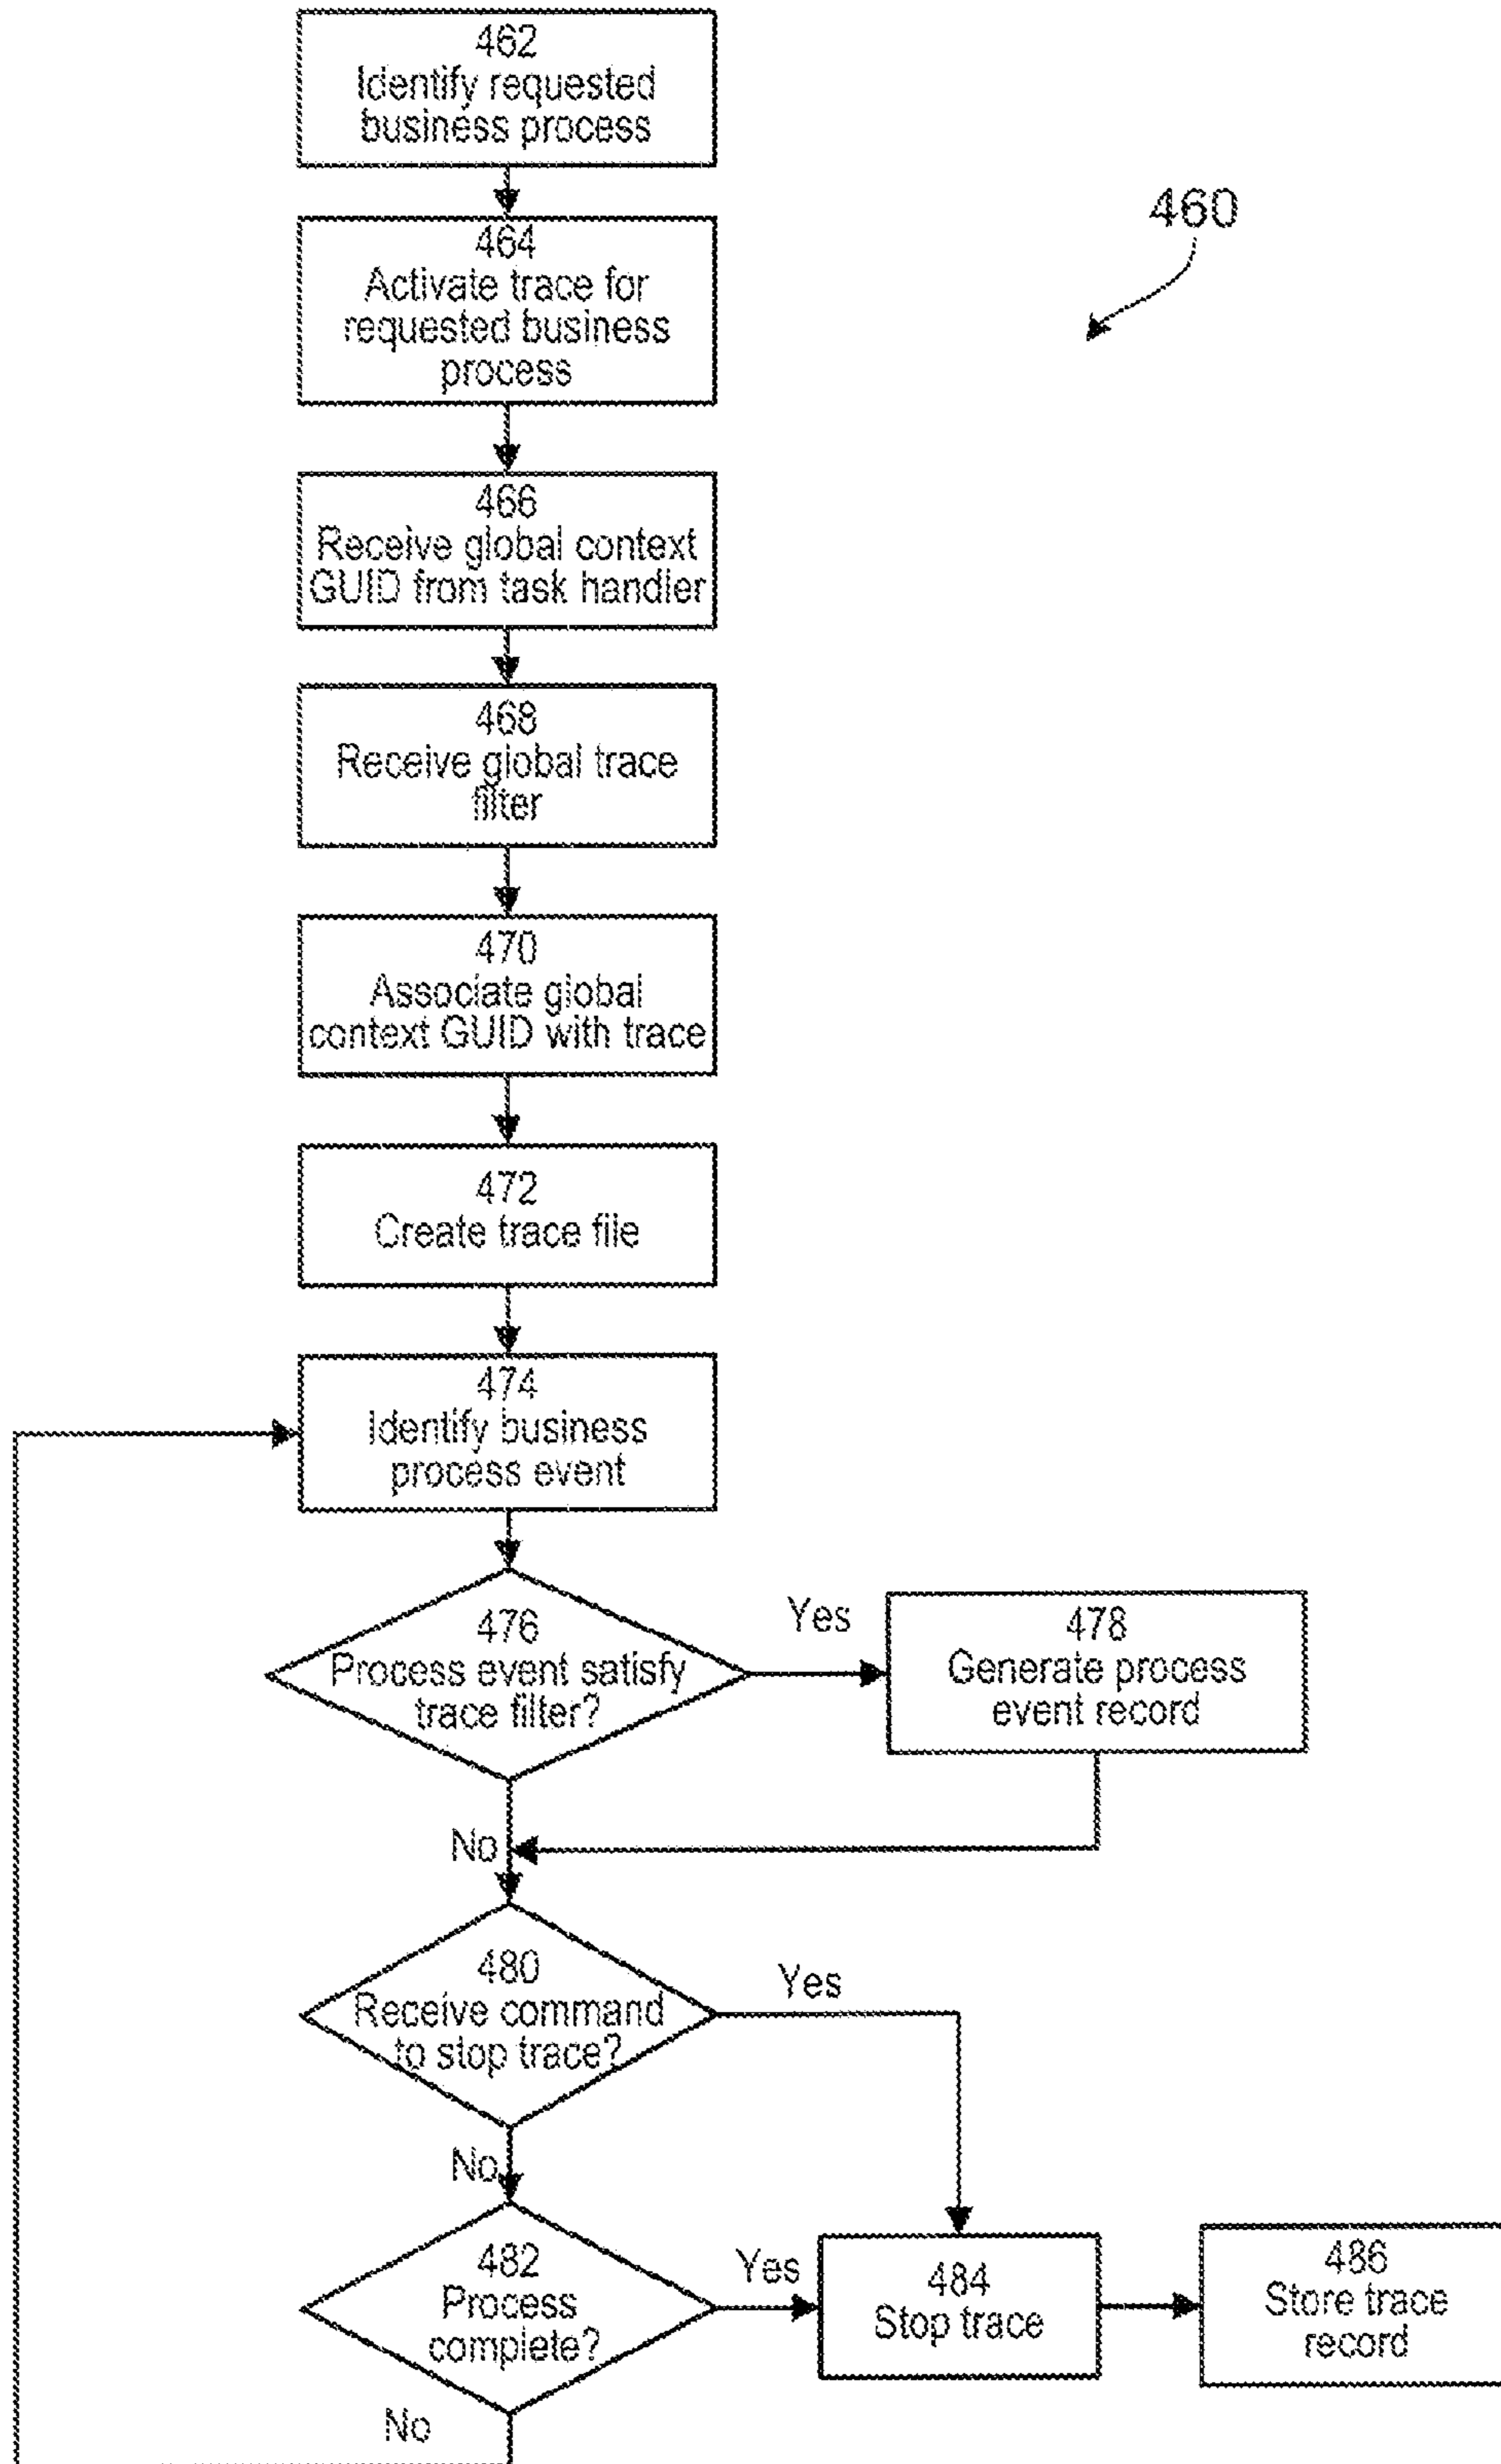 462
Identify requested
business process
460
464
Activate trace for
requested business
process
466
Receive global context
GUID from task handler
468
Receive global trace
filter
470
Associate global
context GUID with trace
472
Create trace file
474
Identify business
process event
476
Process event satisfy
trace filter?
Yes
478
Generate process
event record
No
480
Receive command
to stop trace?
Yes
No
482
Process
complete?
Yes
484
Stop trace
486
Store trace
record
No